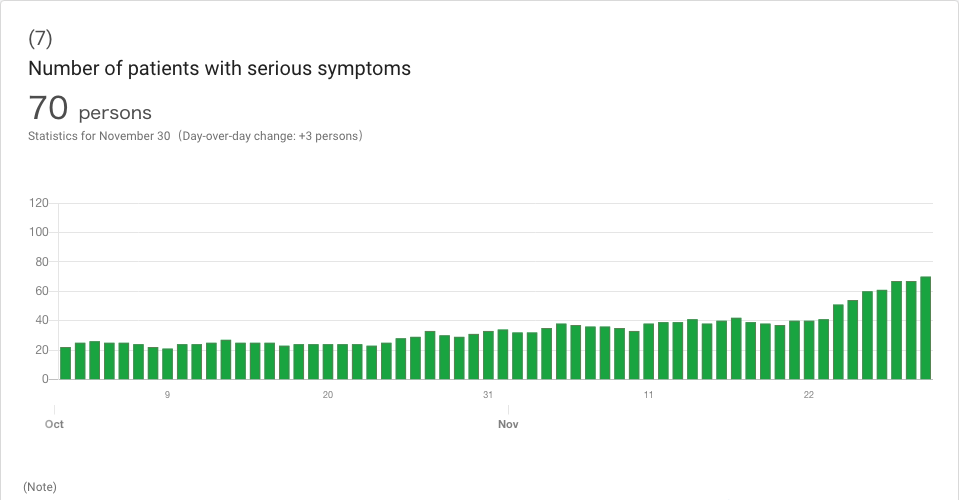 (7)
Number of patients with serious symptoms
70 persons
Statistics for November 30（Day-over-day change: +3 persons）
120
100
80
60
40
20
0
9 20 31 11 22
Oct Nov
(Note)